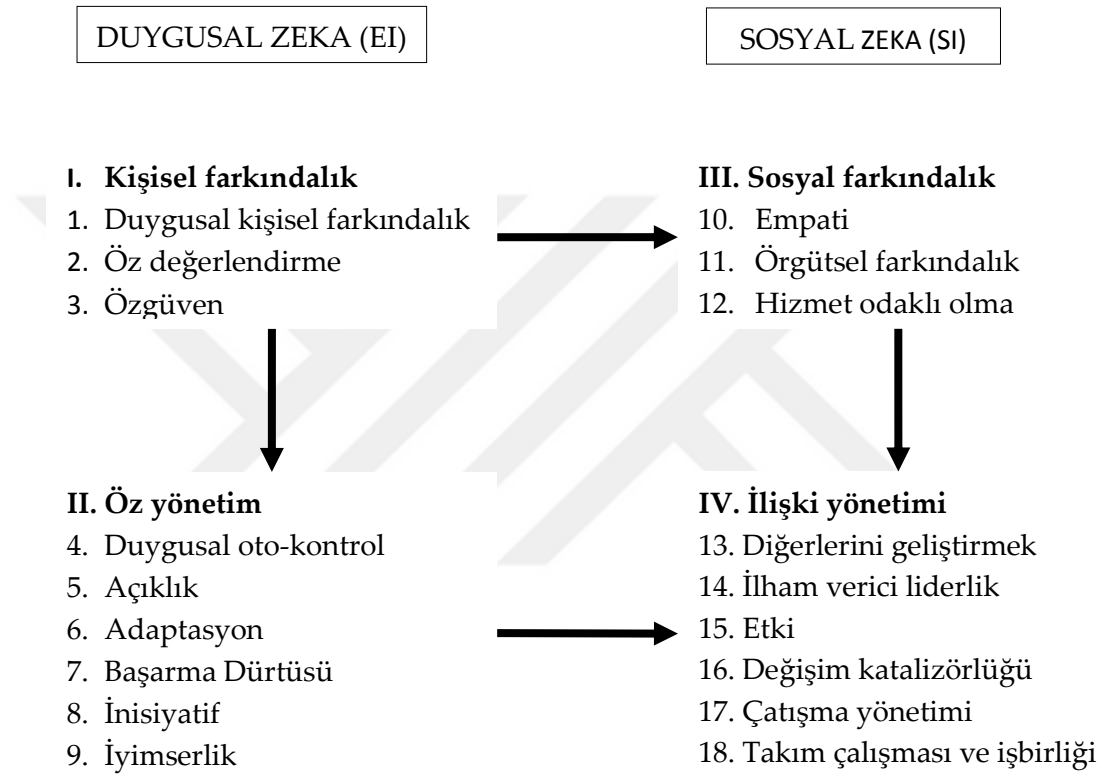 DUYGUSAL ZEKA (EI)
SOSYAL ZEKA (SI)
I. Kişisel farkındalık
1. Duygusal kişisel farkındalık
2. Öz değerlendirme
3. Özgüven
III. Sosyal farkındalık
10. Empati
11. Örgütsel farkındalık
12. Hizmet odaklı olma
II. Öz yönetim
4. Duygusal oto-kontrol
5. Açıklık
6. Adaptasyon
7. Başarma Dürtüsü
8. İnisiyatif
9. İyimserlik
IV. İlişki yönetimi
13. Diğerlerini geliştirmek
14. İlham verici liderlik
15. Etki
16. Değişim katalizörlüğü
17. Çatışma yönetimi
18. Takım çalışması ve işbirliği